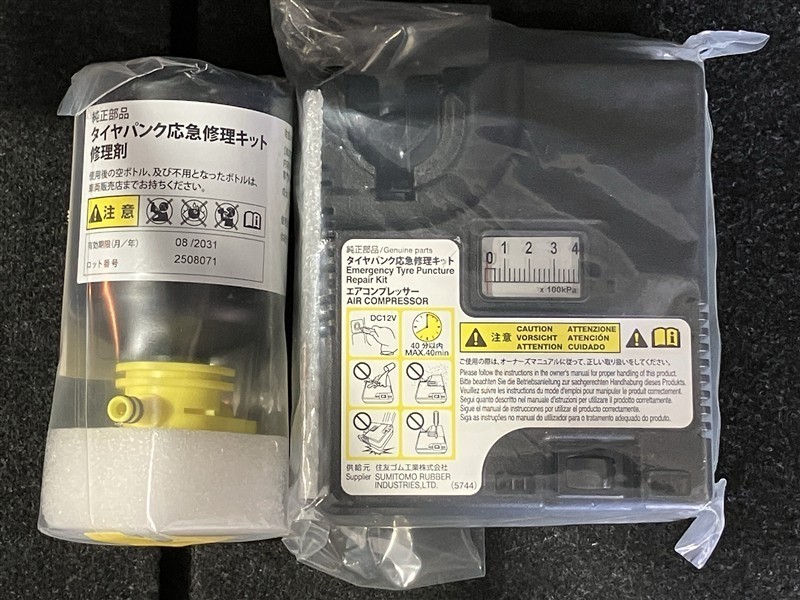 純正部品
タイヤパンク応急修理キット
修理剤
使用後の空ボトル、及び不用となったボトルは、
車両販売店までお持ちください。
注意
有効期限(月/年) 08 /2031
ロット番号 2508071
0 1 2 3 4
x 100kPa
純正部品/Genuine parts
タイヤパンク応急修理キット
Emergency Tyre Puncture
Repair Kit
エアコンプレッサー
AIR COMPRESSOR
DC12V
40分以内
MAX.40min
供給元 住友ゴム工業株式会社
Supplier SUMITOMO RUBBER
INDUSTRIES,LTD. (5744)
注意 CAUTION ATTENZIONE
VORSICHT ATENCIÓN
ATTENTION CUIDADO
ご使用の際は、オーナーズマニュアルに従って、正しい取り扱いをしてください。
Please follow the instructions in the owner's manual for proper handling of this product.
Bitte beachten Sie die Betriebsanleitung zur sachgerechten Handhabung dieses Produkts.
Veuillez suivre les instructions du mode d'emploi pour manipuler le produit correctement.
Segui quanto descritto nel manuale d'istruzioni per utilizzare il prodotto correttamente.
Sigue el manual de instrucciones para utilizar el producto correctamente.
Siga as instruções no manual do utilizador para o tratamento adequado do produto.